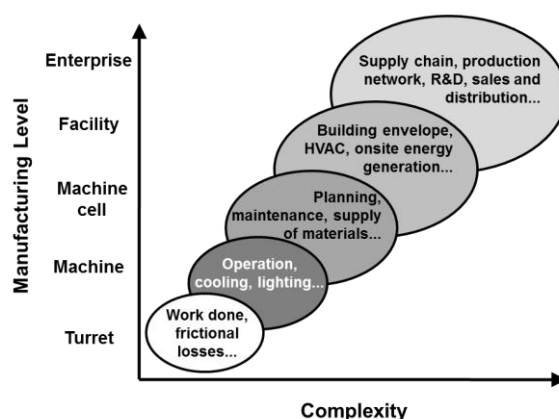 Enterprise
Supply chain, production
network, R&D, sales and
distribution...
Facility
Building envelope,
HVAC, onsite energy
generation...
Machine
cell
Planning,
maintenance, supply
of materials...
Machine
Operation,
cooling, lighting...
Turret
Work done,
frictional
losses...
Manufacturing Level
Complexity